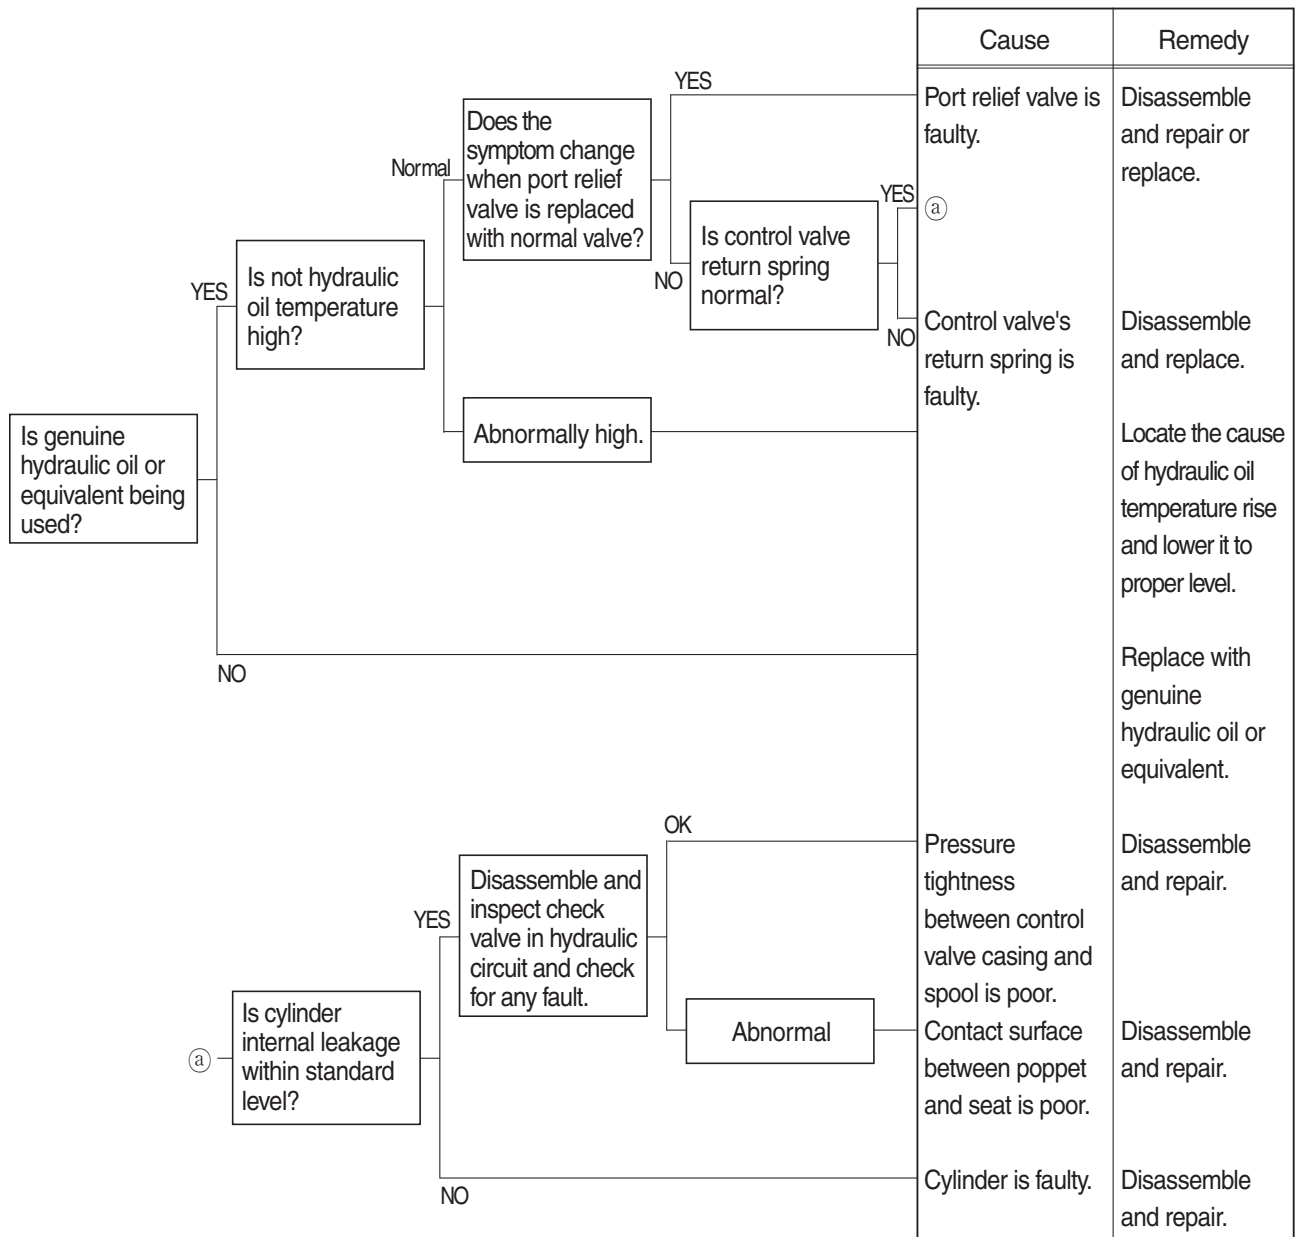 Cause
Remedy
YES
Port relief valve is
faulty.
Disassemble
and repair or
replace.
Does the
symptom change
when port relief
valve is replaced
with normal valve?
Normal
YES
ⓐ
Is control valve
return spring
normal?
NO
Is not hydraulic
oil temperature
high?
YES
NO
Control valve's
return spring is
faulty.
Disassemble
and replace.
Abnormally high.
Locate the cause
of hydraulic oil
temperature rise
and lower it to
proper level.
Is genuine
hydraulic oil or
equivalent being
used?
NO
Replace with
genuine
hydraulic oil or
equivalent.
OK
Pressure
tightness
between control
valve casing and
spool is poor.
Disassemble
and repair.
YES
Disassemble and
inspect check
valve in hydraulic
circuit and check
for any fault.
Abnormal
Contact surface
between poppet
and seat is poor.
Disassemble
and repair.
ⓐ
Is cylinder
internal leakage
within standard
level?
NO
Cylinder is faulty.
Disassemble
and repair.